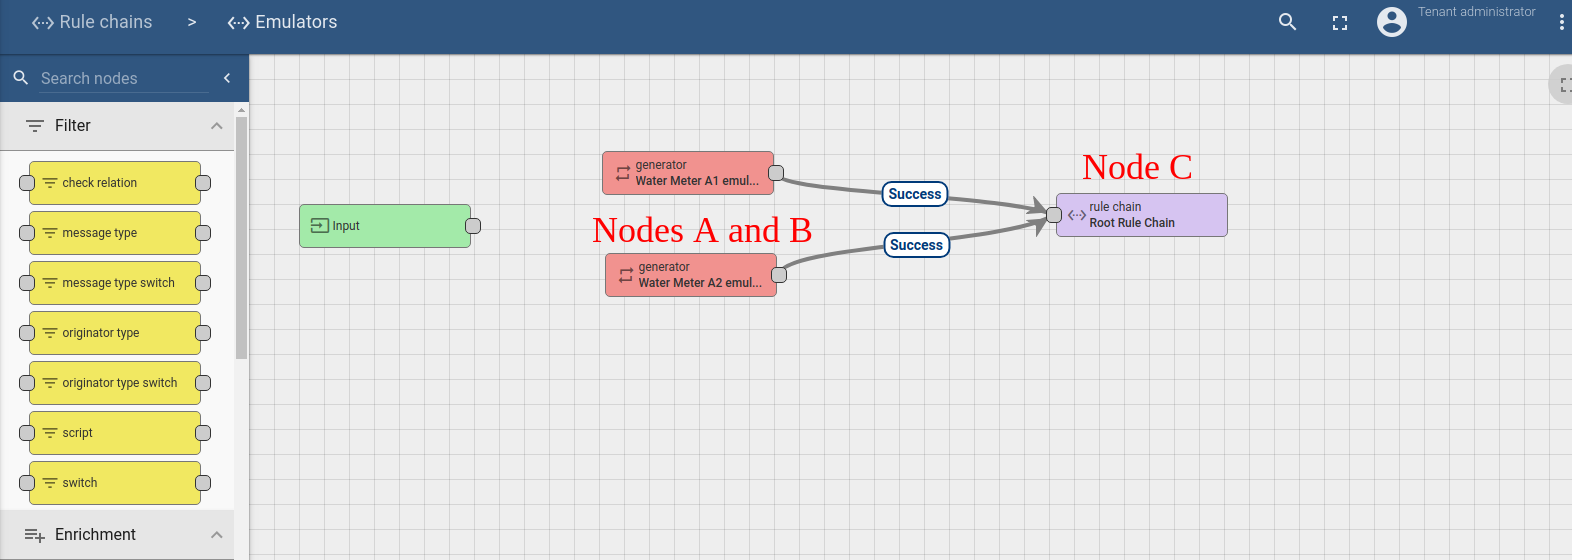 Rule chains > Emulators
Tenant administrator
Search nodes
Filter
check relation
message type
message type switch
originator type
originator type switch
script
switch
Enrichment
Input
generator
Water Meter A1 emul...
Nodes A and B
generator
Water Meter A2 emul...
Success
Success
Node C
rule chain
Root Rule Chain